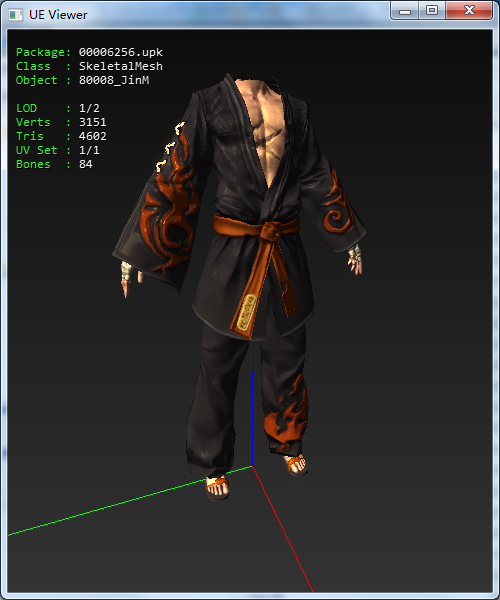 UE Viewer
Package: 00006256.upk
Class  : SkeletalMesh
Object : 80008_JinM
LOD    : 1/2
Verts  : 3151
Tris   : 4602
UV Set : 1/1
Bones  : 84